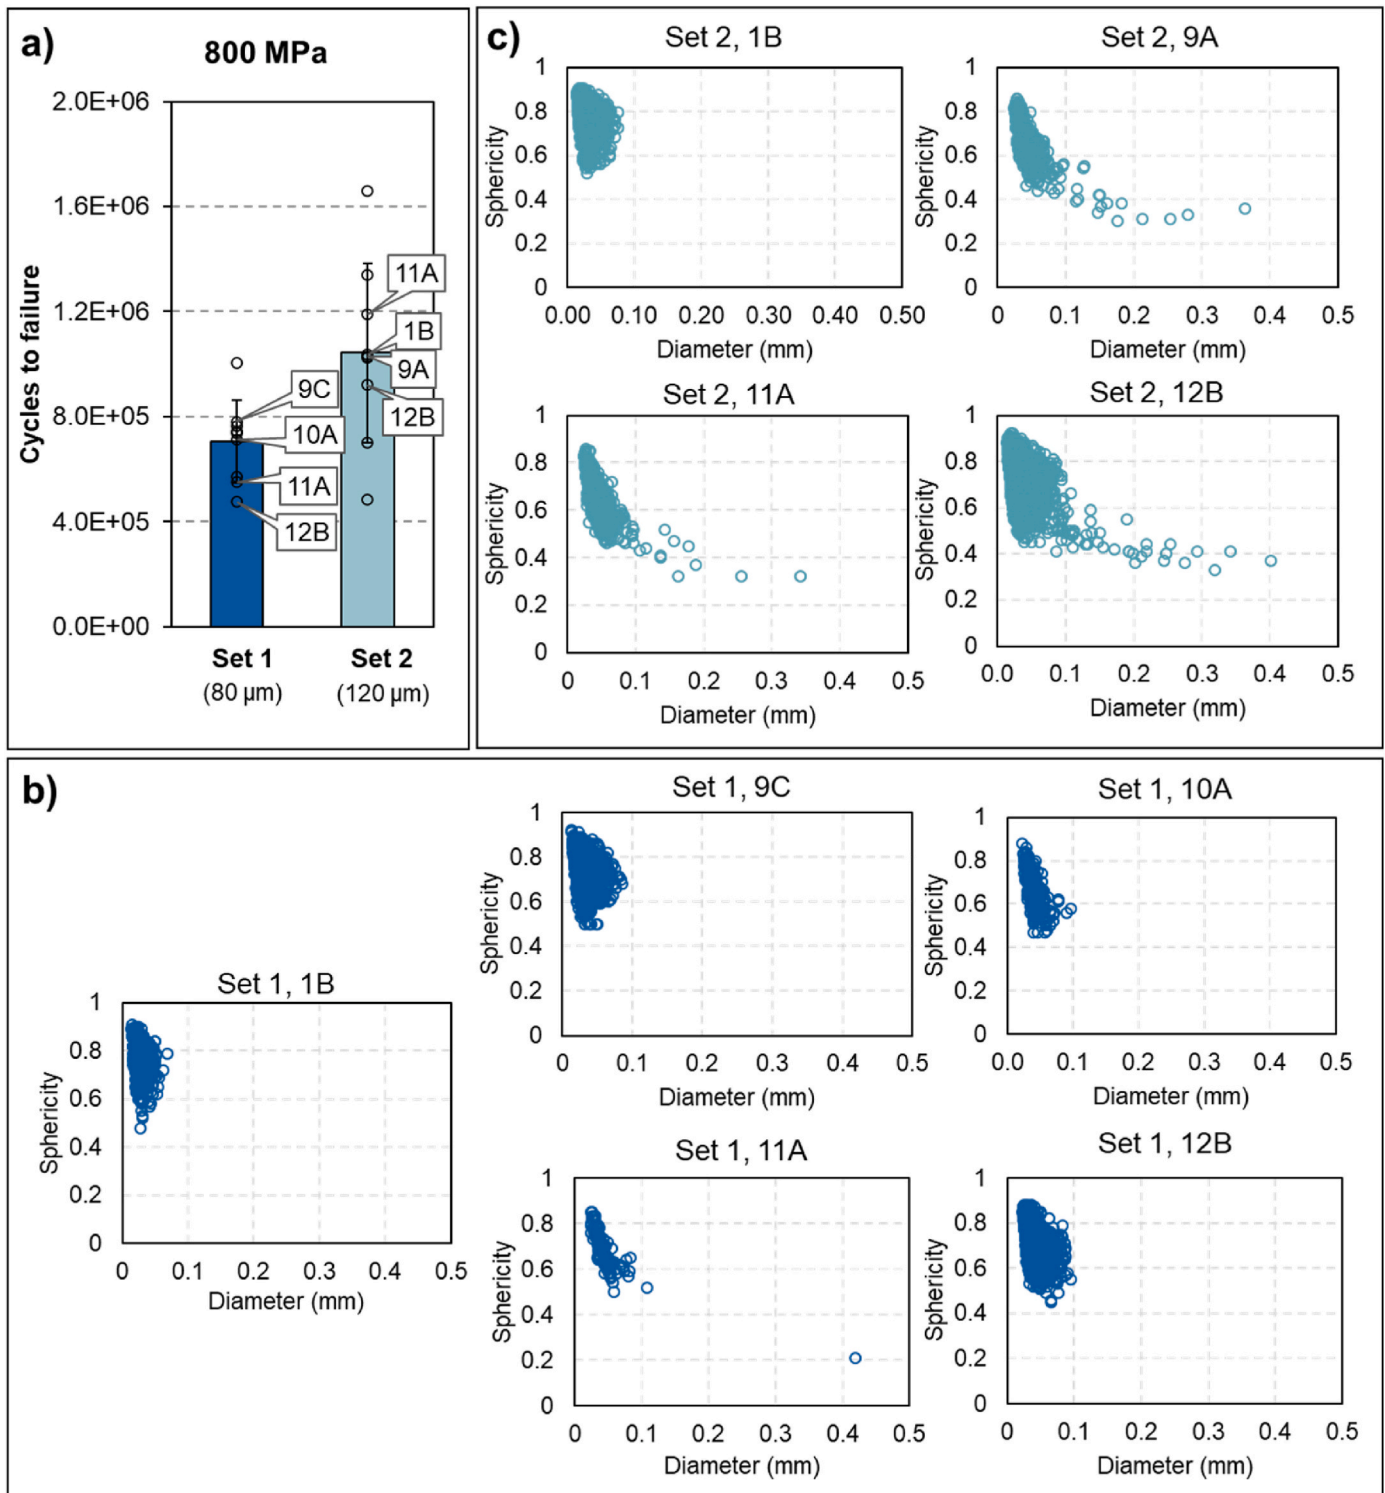 a)
800 MPa
2.0E+06
1.6E+06
1.2E+06
8.0E+05
4.0E+05
0.0E+00
Cycles to failure
9C
10A
11A
12B
11A
1B
9A
12B
Set 1
(80 µm)
Set 2
(120 µm)
c)
Set 2, 1B
1
0.8
0.6
0.4
0.2
0
Sphericity
0.00 0.10 0.20 0.30 0.40 0.50
Diameter (mm)
Set 2, 9A
1
0.8
0.6
0.4
0.2
0
Sphericity
0 0.1 0.2 0.3 0.4 0.5
Diameter (mm)
Set 2, 11A
1
0.8
0.6
0.4
0.2
0
Sphericity
0 0.1 0.2 0.3 0.4 0.5
Diameter (mm)
Set 2, 12B
1
0.8
0.6
0.4
0.2
0
Sphericity
0.0 0.1 0.2 0.3 0.4 0.5
Diameter (mm)
b)
Set 1, 1B
1
0.8
0.6
0.4
0.2
0
Sphericity
0 0.1 0.2 0.3 0.4 0.5
Diameter (mm)
Set 1, 9C
1
0.8
0.6
0.4
0.2
0
Sphericity
0 0.1 0.2 0.3 0.4 0.5
Diameter (mm)
Set 1, 10A
1
0.8
0.6
0.4
0.2
0
Sphericity
0.0 0.1 0.2 0.3 0.4 0.5
Diameter (mm)
Set 1, 11A
1
0.8
0.6
0.4
0.2
0
Sphericity
0 0.1 0.2 0.3 0.4 0.5
Diameter (mm)
Set 1, 12B
1
0.8
0.6
0.4
0.2
0
Sphericity
0 0.1 0.2 0.3 0.4 0.5
Diameter (mm)